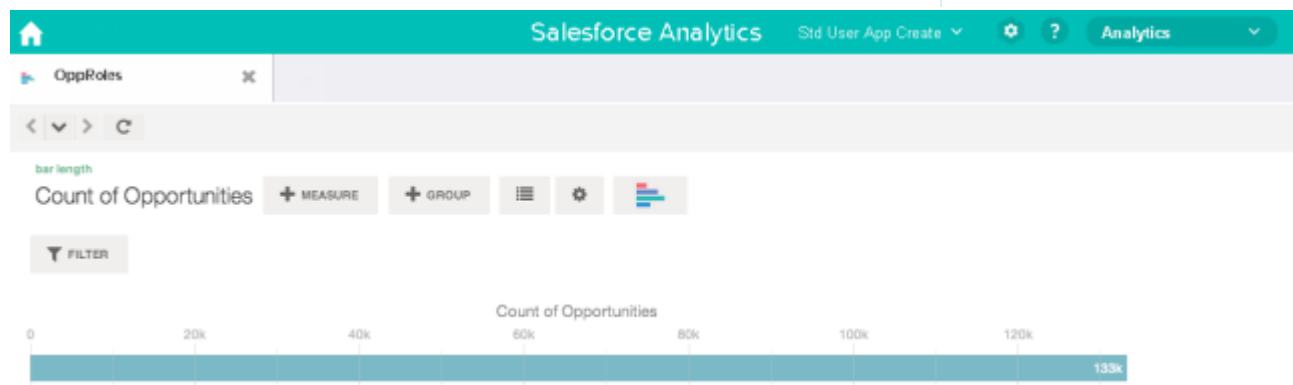 Salesforce Analytics Std User App Create ? Analytics
OppRoles
bar length
Count of Opportunities + MEASURE + GROUP
FILTER
Count of Opportunities
0 20k 40k 60k 80k 100k 120k
133k